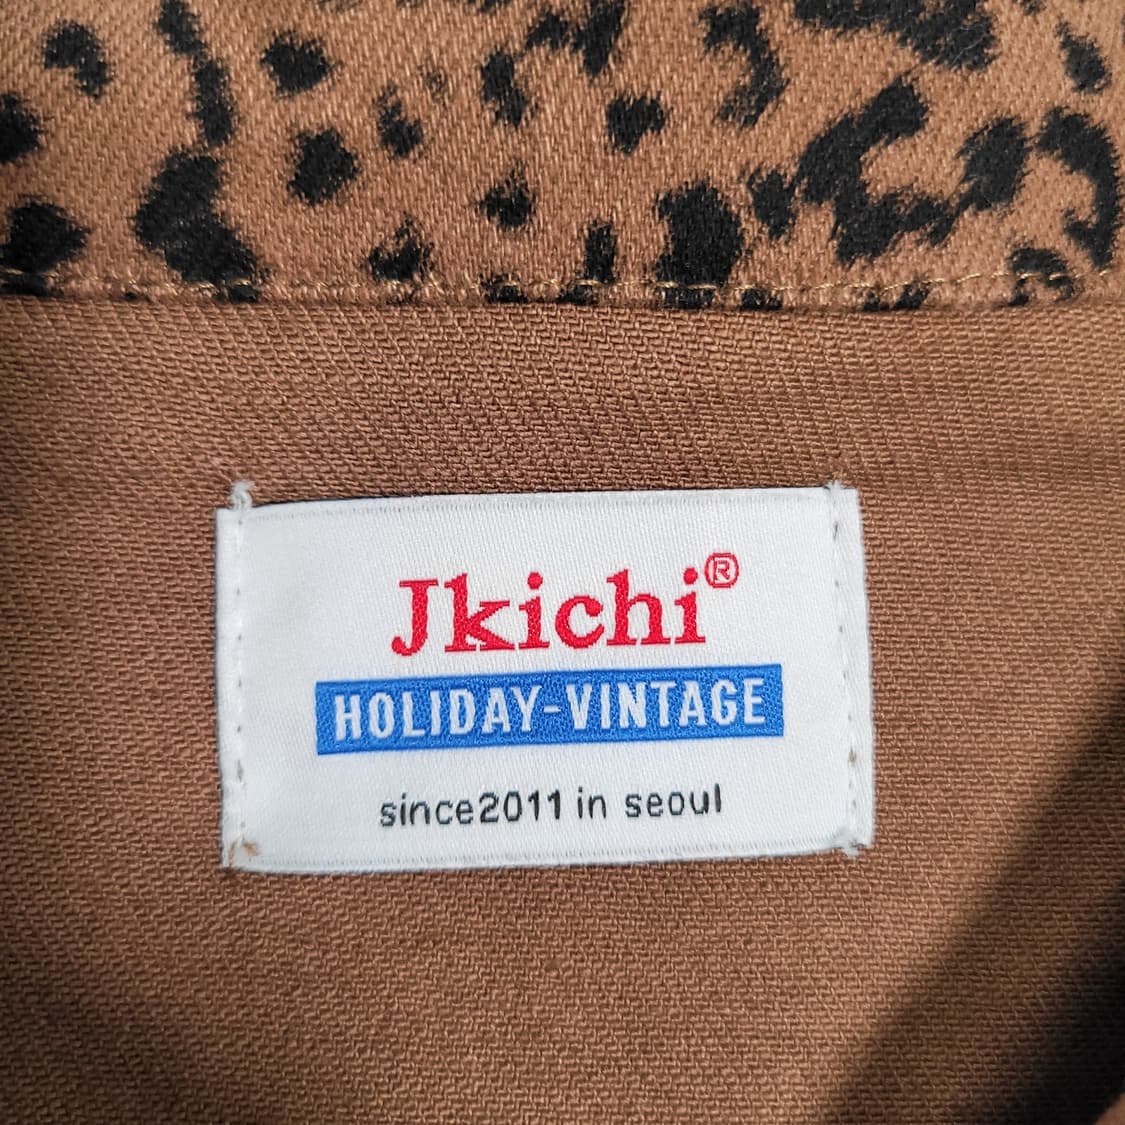 Jkichi®
HOLIDAY-VINTAGE
since2011 in seoul